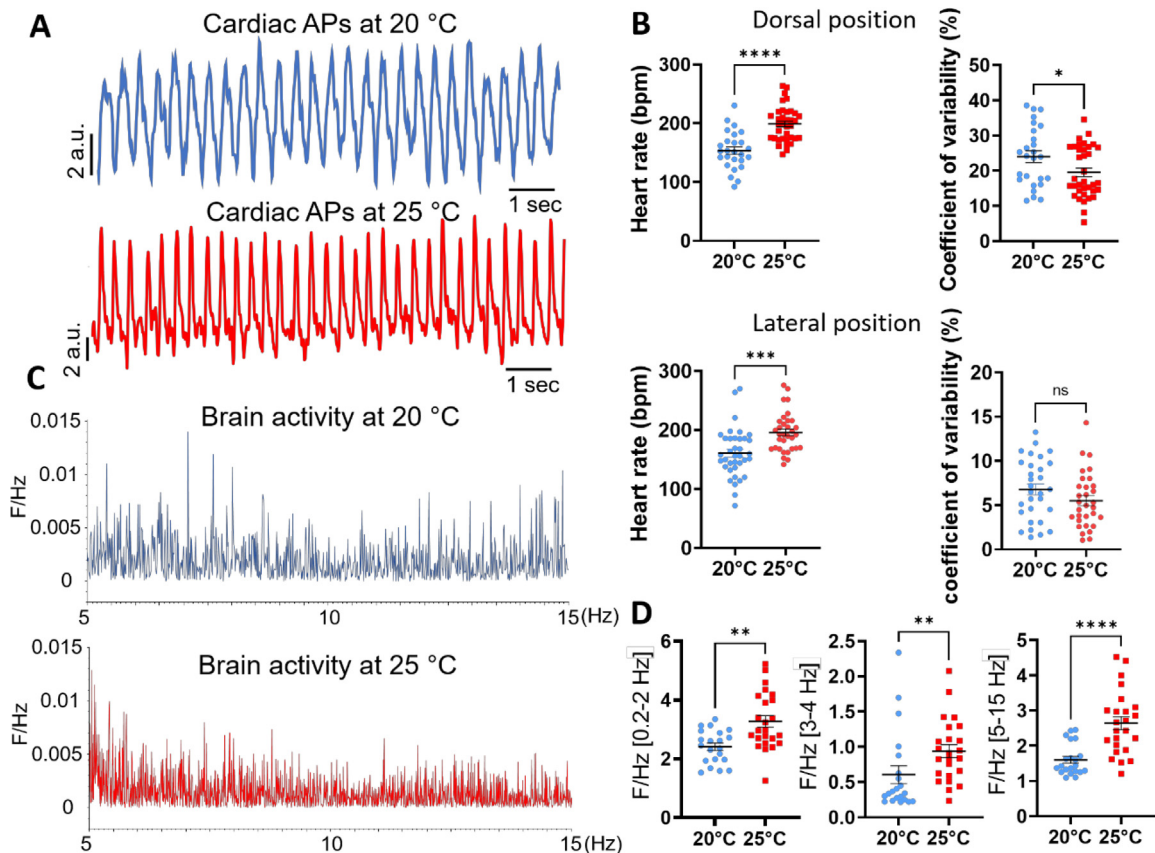 A
Cardiac APs at 20 °C
2 a.u.
1 sec
Cardiac APs at 25 °C
2 a.u.
1 sec
B
Dorsal position
Heart rate (bpm)
300
200
100
0
****
20°C 25°C
Coefficient of variability (%)
50
40
30
20
10
0
*
20°C 25°C
Lateral position
Heart rate (bpm)
300
200
100
0
***
20°C 25°C
coefficient of variability (%)
20
15
10
5
0
ns
20°C 25°C
C
Brain activity at 20 °C
F/Hz
0.015
0.01
0.005
0
5 10 15 (Hz)
Brain activity at 25 °C
F/Hz
0.015
0.01
0.005
0
5 10 15 (Hz)
D
F/Hz [0.2-2 Hz]
6
4
2
0
**
20°C 25°C
F/Hz [3-4 Hz]
2.5
2.0
1.5
1.0
0.5
0.0
**
20°C 25°C
F/Hz [5-15 Hz]
5
4
3
2
1
0
****
20°C 25°C